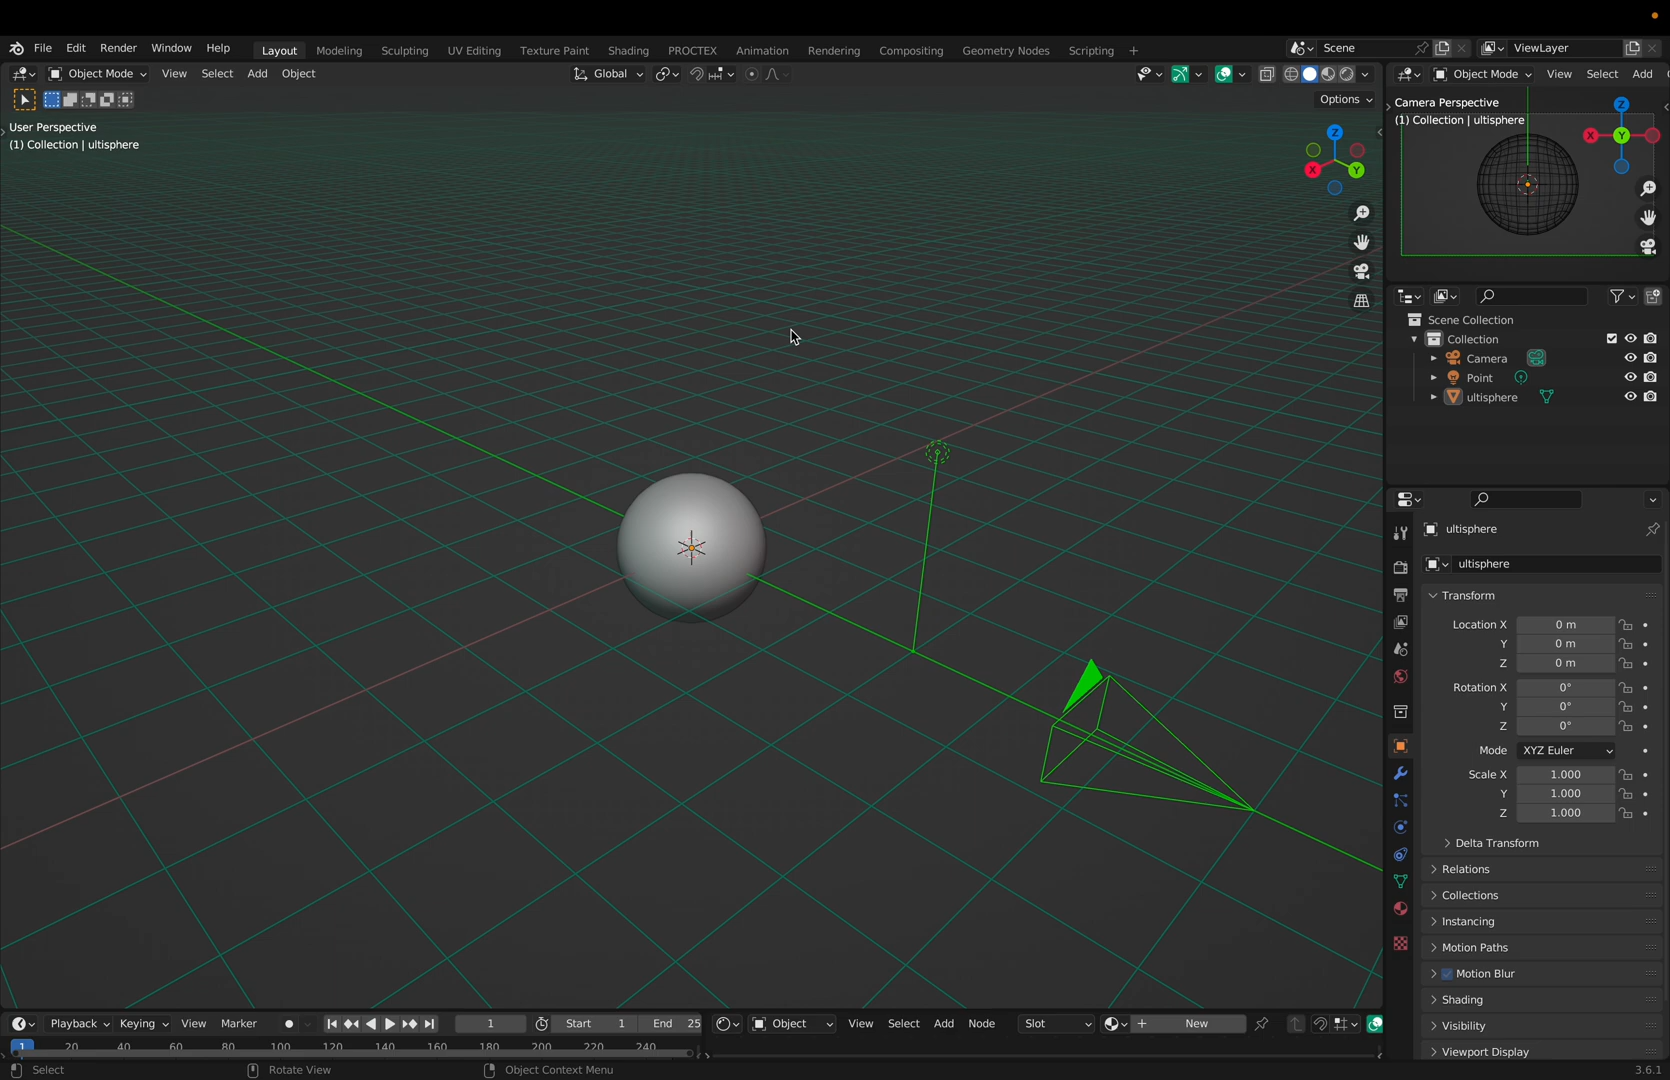 File Edit Render Window Help Layout Modeling Sculpting UV Editing Texture Paint Shading PROCTEX Animation Rendering Compositing Geometry Nodes Scripting + Scene ViewLayer
Object Mode View Select Add Object Global Object Mode View Select Add
Options
User Perspective
(1) Collection | ultisphere
Z
X
Y
Camera Perspective
(1) Collection | ultisphere
Z
X
Y
Scene Collection
Collection
Camera
Point
ultisphere
ultisphere
ultisphere
Transform
Location X 0 m
Y 0 m
Z 0 m
Rotation X 0°
Y 0°
Z 0°
Mode XYZ Euler
Scale X 1.000
Y 1.000
Z 1.000
Delta Transform
Relations
Collections
Instancing
Motion Paths
Motion Blur
Shading
Visibility
Viewport Display
Playback Keying View Marker 1 Start 1 End 25 Object View Select Add Node Slot New
1 20 40 60 80 100 120 140 160 180 200 220 240
Select Rotate View Object Context Menu 3.6.1